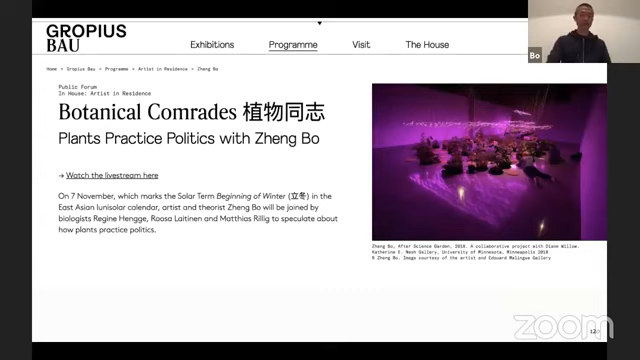 GROPIUS
BAU
Exhibitions Programme Visit The House
Bo
Home > Gropius Bau > Programme > Artist in Residence > Zheng Bo
Public Forum
In House: Artist in Residence
Botanical Comrades 植物同志
Plants Practice Politics with Zheng Bo
→ Watch the livestream here
On 7 November, which marks the Solar Term Beginning of Winter (立冬) in the
East Asian lunisolar calendar, artist and theorist Zheng Bo will be joined by
biologists Regine Hengge, Roosa Laitinen and Matthias Rillig to speculate about
how plants practice politics.
Zheng Bo, After Science Garden, 2018. A collaborative project with Diane Willow.
Katherine E. Nash Gallery, University of Minnesota, Minneapolis 2018
© Zheng Bo. Image courtesy of the artist and Edouard Malingue Gallery
zoom